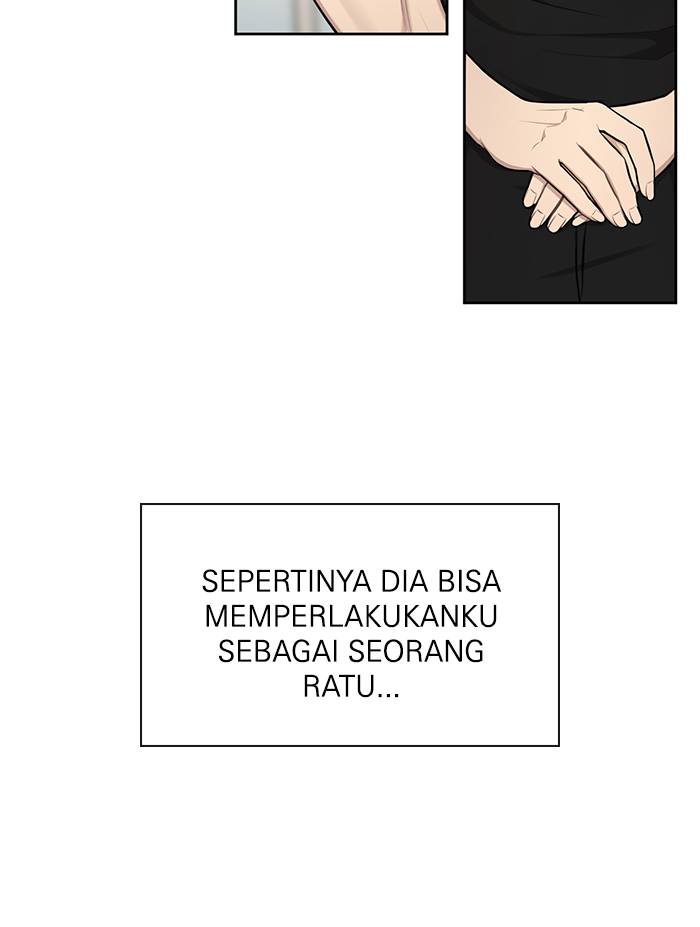 SEPERTINYA DIA BISA
MEMPERLAKUKANKU
SEBAGAI SEORANG
RATU...